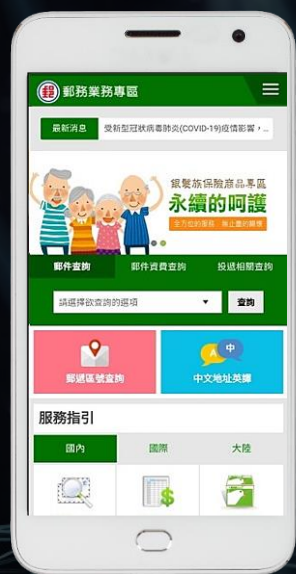 郵務業務專區
最新消息 受新型冠狀病毒肺炎(COVID-19)疫情影響，...
銀髮族保險商品專區
永續的呵護
全方位的服務 無止盡的關懷
郵件查詢 郵件資費查詢 投遞相關查詢
請選擇欲查詢的選項 查詢
A 中
郵遞區號查詢 中文地址英譯
服務指引
國內 國際 大陸